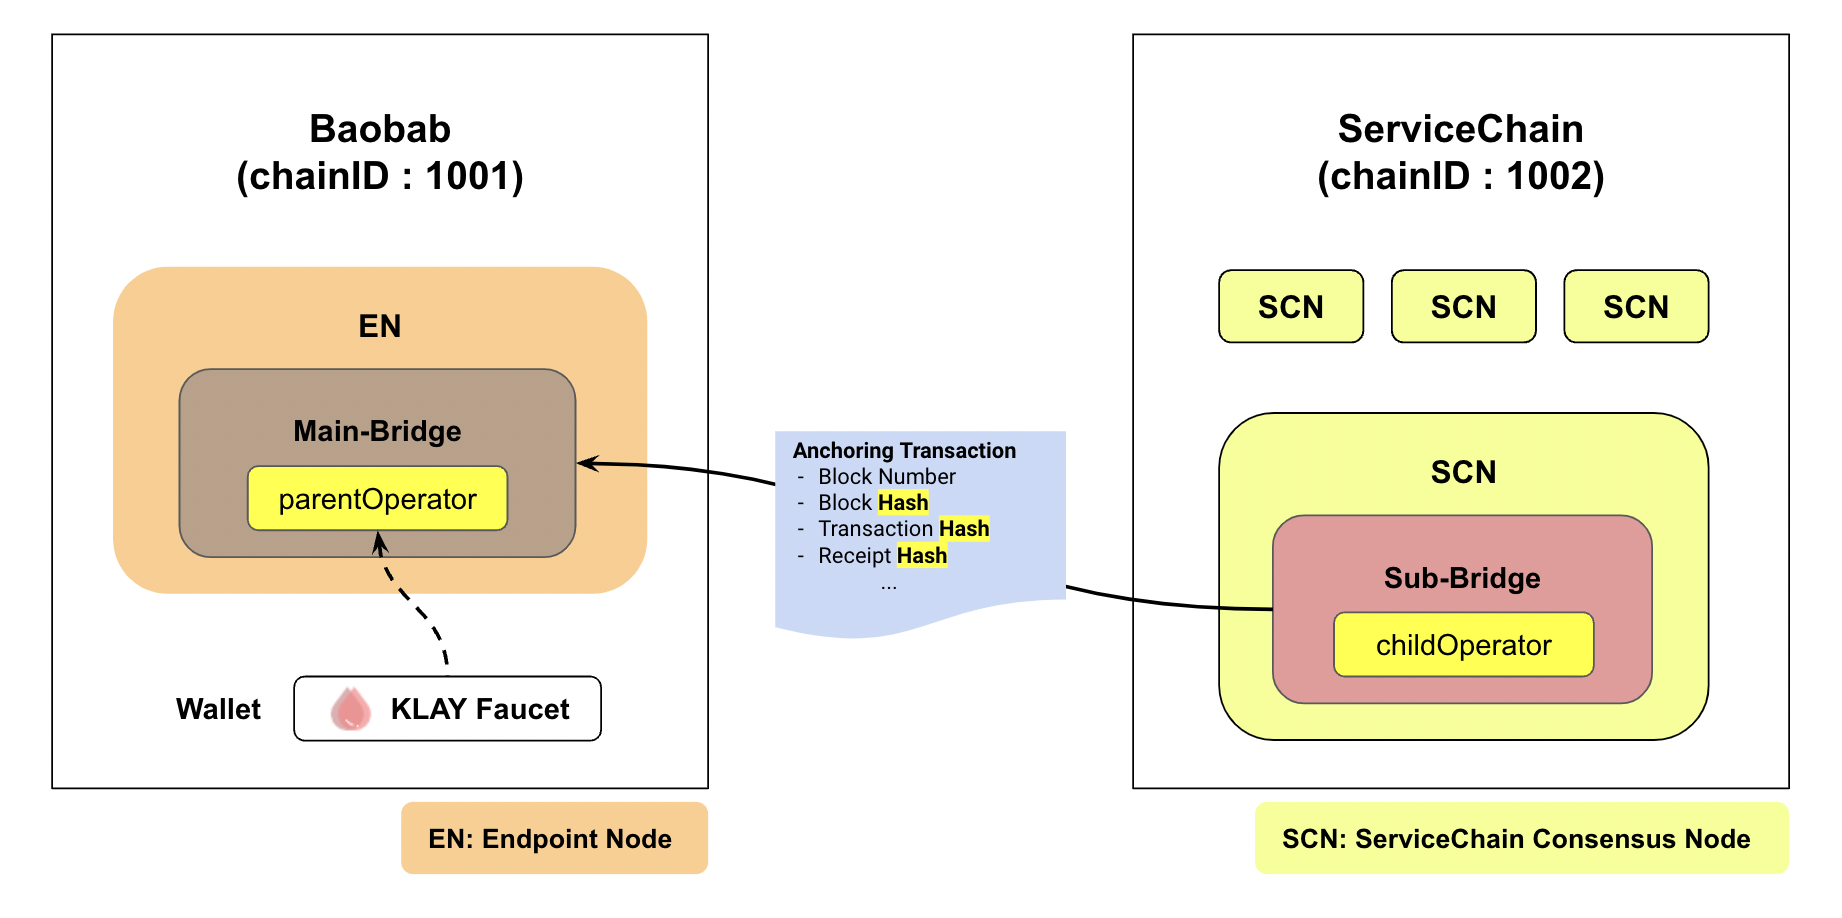 Baobab
(chainID : 1001)
EN
Main-Bridge
parentOperator
Wallet
KLAY Faucet
EN: Endpoint Node
Anchoring Transaction
- Block Number
- Block Hash
- Transaction Hash
- Receipt Hash
...
ServiceChain
(chainID : 1002)
SCN
SCN
SCN
SCN
Sub-Bridge
childOperator
SCN: ServiceChain Consensus Node